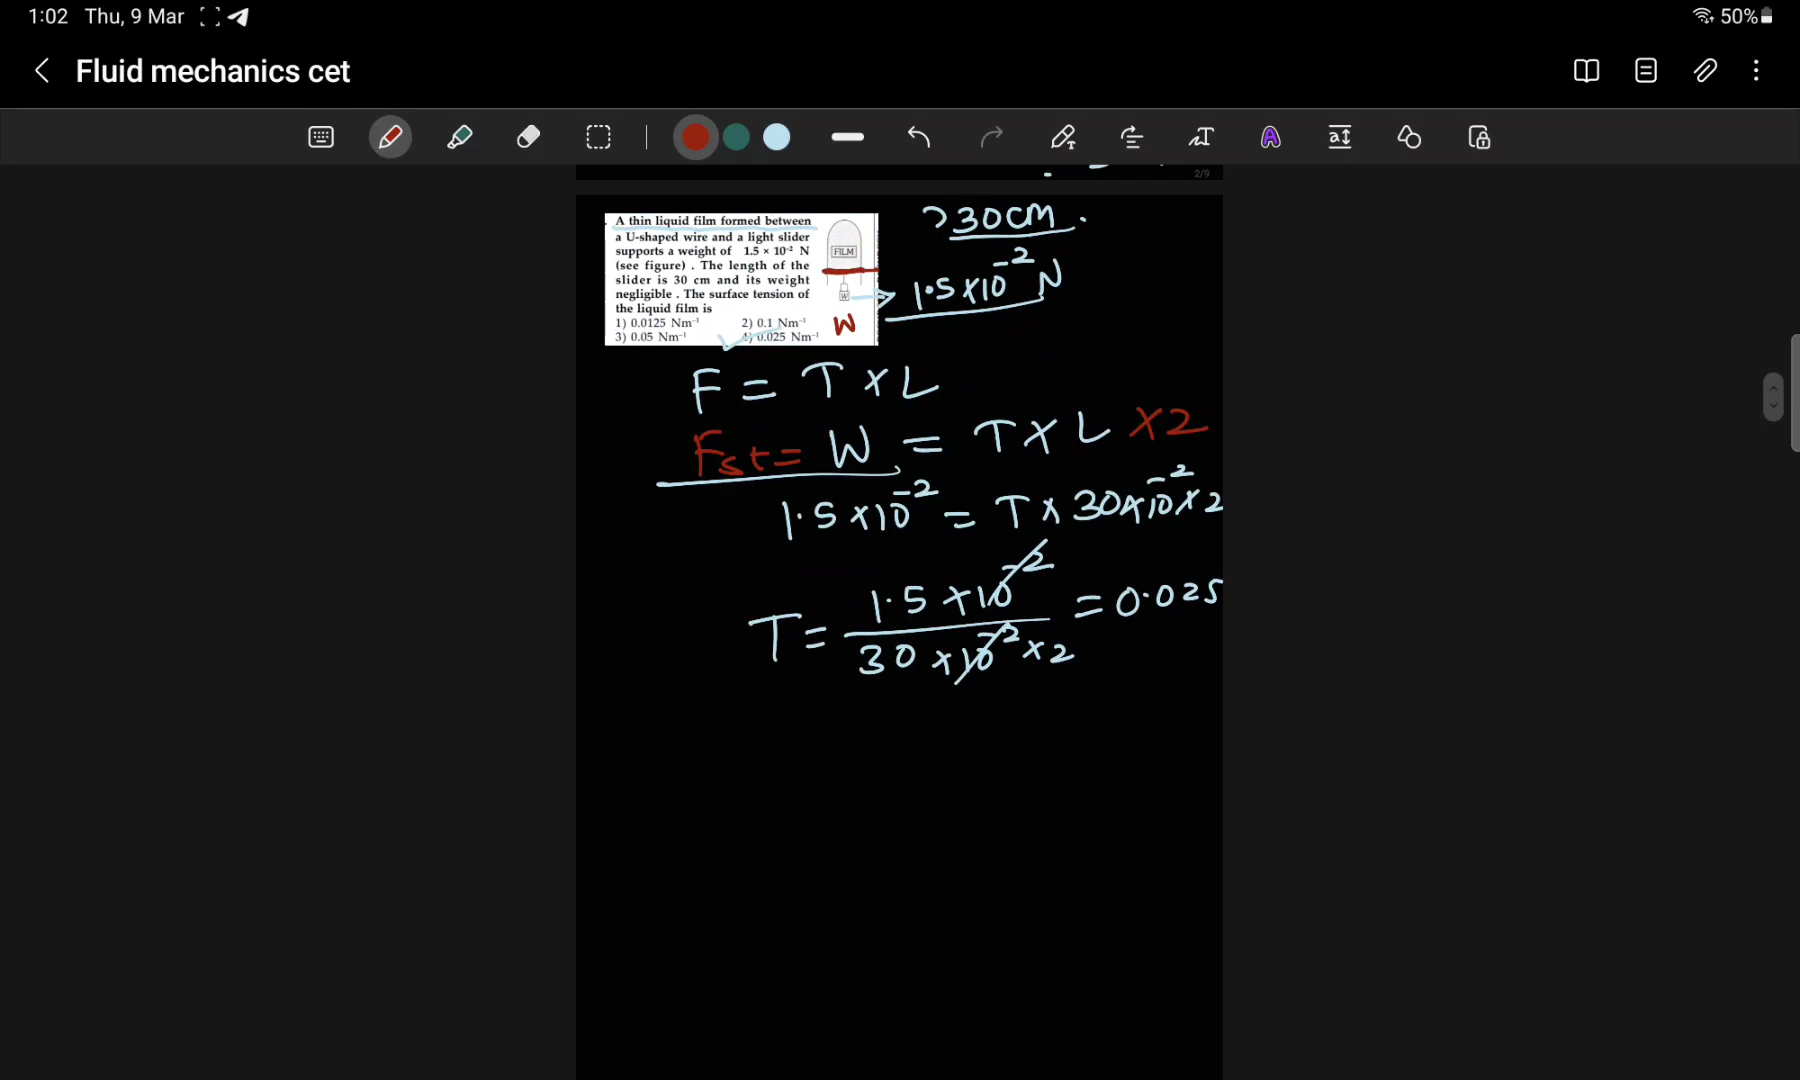 1:02 Thu, 9 Mar 50%
Fluid mechanics cet
2/9
A thin liquid film formed between
a U-shaped wire and a light slider
supports a weight of 1.5 × 10⁻² N
(see figure) . The length of the
slider is 30 cm and its weight
negligible . The surface tension of
the liquid film is
1) 0.0125 Nm⁻¹ 2) 0.1 Nm⁻¹
3) 0.05 Nm⁻¹ 4) 0.025 Nm⁻¹
FILM
W
W
30cm.
1.5×10⁻² N
F = T × L
Fst = W = T × L ×2
1.5×10⁻² = T × 30×10⁻²×2
T = 1.5×10⁻² = 0.025
30×10⁻²×2